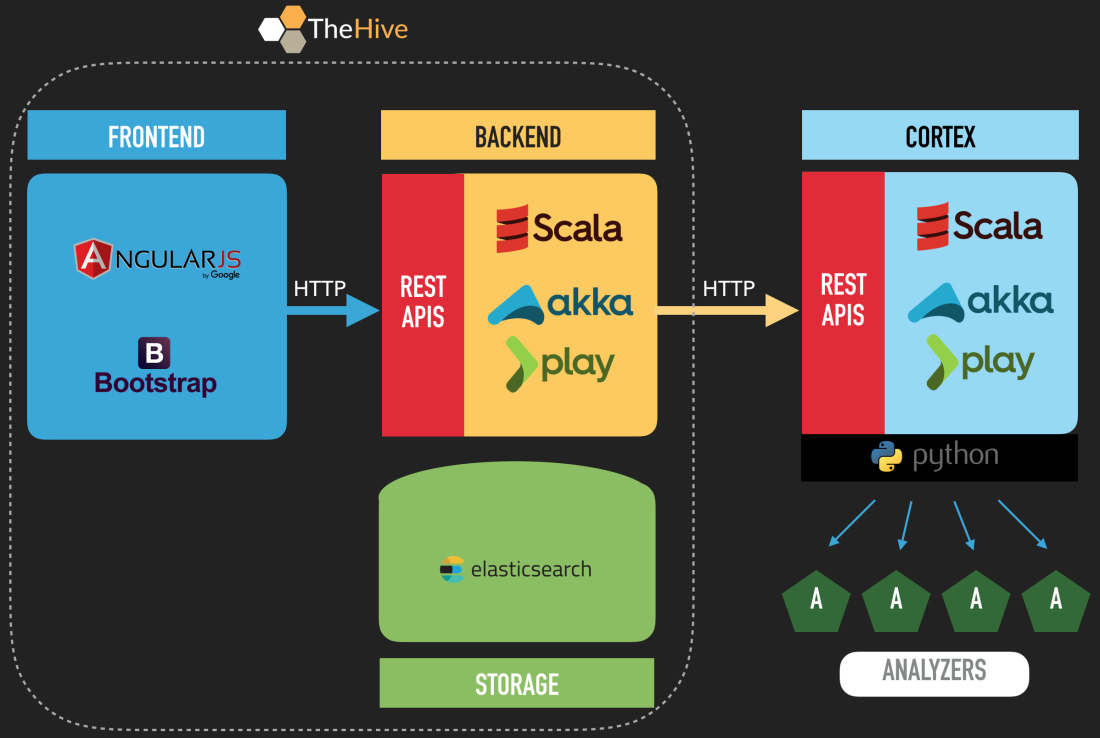 TheHive
FRONTEND
BACKEND
CORTEX
ANGULARJS
by Google
B
Bootstrap
HTTP
REST
APIS
Scala
akka
play
HTTP
REST
APIS
Scala
akka
play
python
elasticsearch
STORAGE
A
A
A
A
ANALYZERS